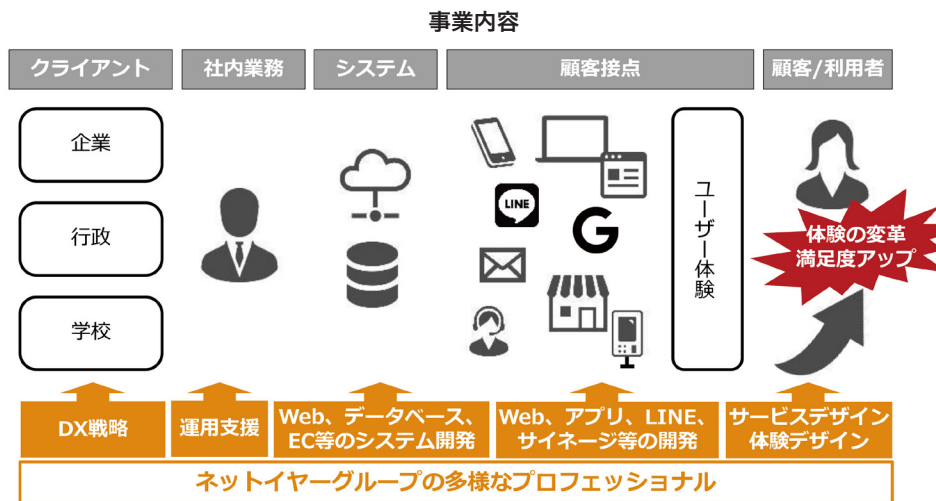 事業内容
クライアント
社内業務
システム
顧客接点
顧客/利用者
企業
行政
学校
LINE
G
ユーザー体験
体験の変革
満足度アップ
DX戦略
運用支援
Web、データベース、
EC等のシステム開発
Web、アプリ、LINE、
サイネージ等の開発
サービスデザイン
体験デザイン
ネットイヤーグループの多様なプロフェッショナル